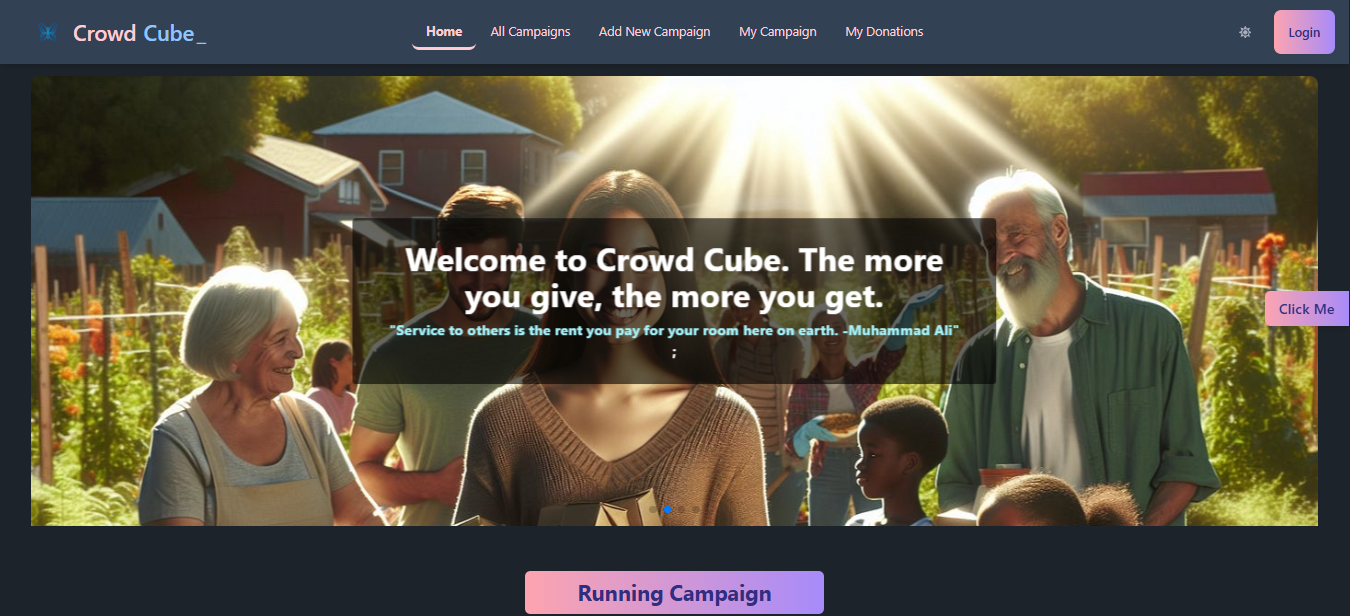 Crowd Cube_
Home
All Campaigns
Add New Campaign
My Campaign
My Donations
Login
Welcome to Crowd Cube. The more
you give, the more you get.
"Service to others is the rent you pay for your room here on earth. -Muhammad Ali"
;
Click Me
Running Campaign